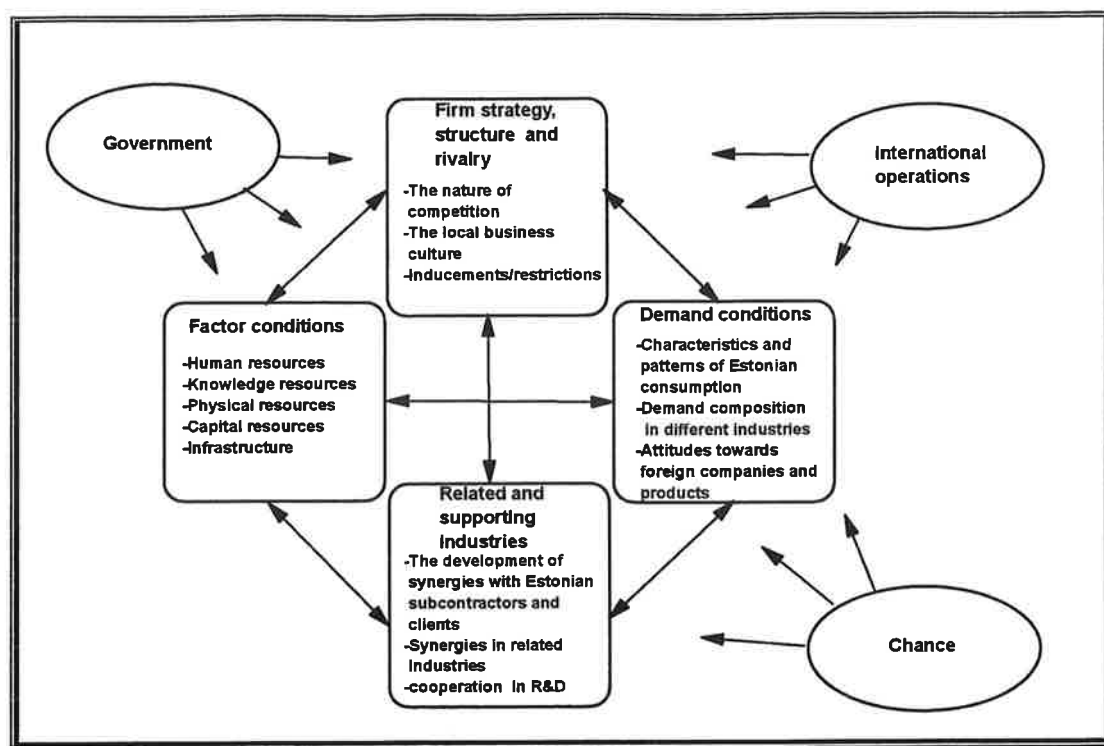 Government
Firm strategy,
structure and
rivalry
-The nature of
competition
-The local business
culture
-Inducements/restrictions
International
operations
Factor conditions
-Human resources
-Knowledge resources
-Physical resources
-Capital resources
-Infrastructure
Demand conditions
-Characteristics and
patterns of Estonian
consumption
-Demand composition
in different industries
-Attitudes towards
foreign companies and
products
Related and
supporting
industries
-The development of
synergies with Estonian
subcontractors and
clients
-Synergies in related
industries
-cooperation in R&D
Chance